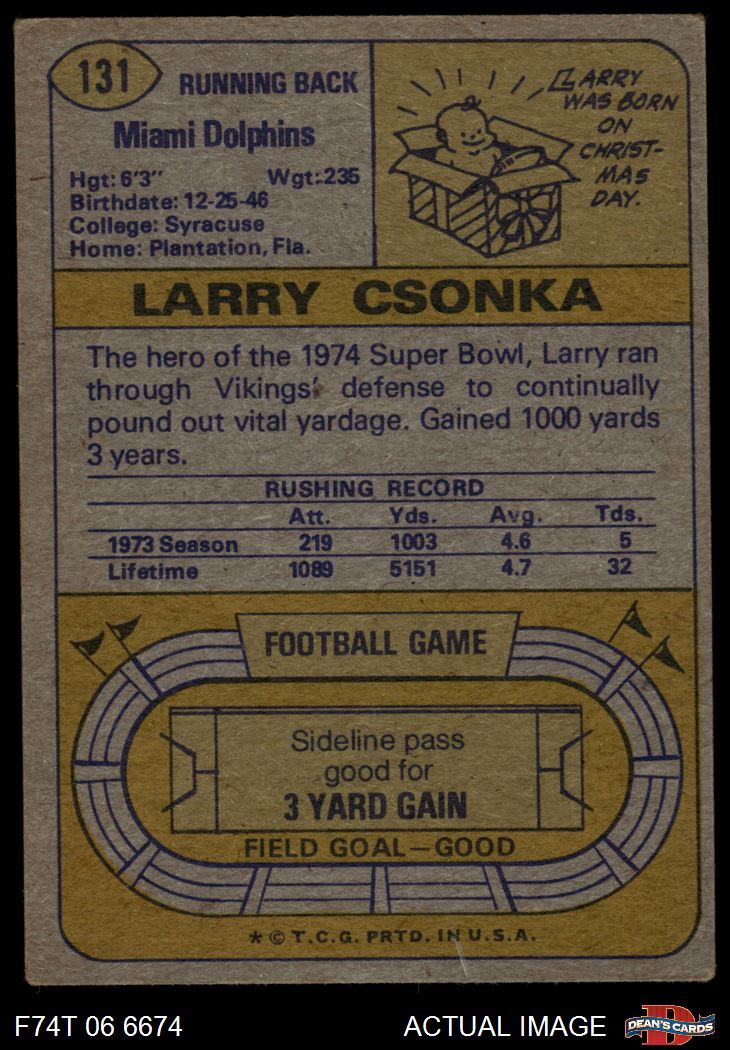 131
RUNNING BACK
Miami Dolphins
Hgt: 6'3" Wgt: 235
Birthdate: 12-25-46
College: Syracuse
Home: Plantation, Fla.
LARRY
WAS BORN
ON
CHRIST-
MAS
DAY.
LARRY CSONKA
The hero of the 1974 Super Bowl, Larry ran
through Vikings' defense to continually
pound out vital yardage. Gained 1000 yards
3 years.
RUSHING RECORD
Att. Yds. Avg. Tds.
1973 Season 219 1003 4.6 5
Lifetime 1089 5151 4.7 32
FOOTBALL GAME
Sideline pass
good for
3 YARD GAIN
FIELD GOAL—GOOD
* © T.C.G. PRTD. IN U.S.A.
F74T 06 6674 ACTUAL IMAGE
D
DEAN'S CARDS